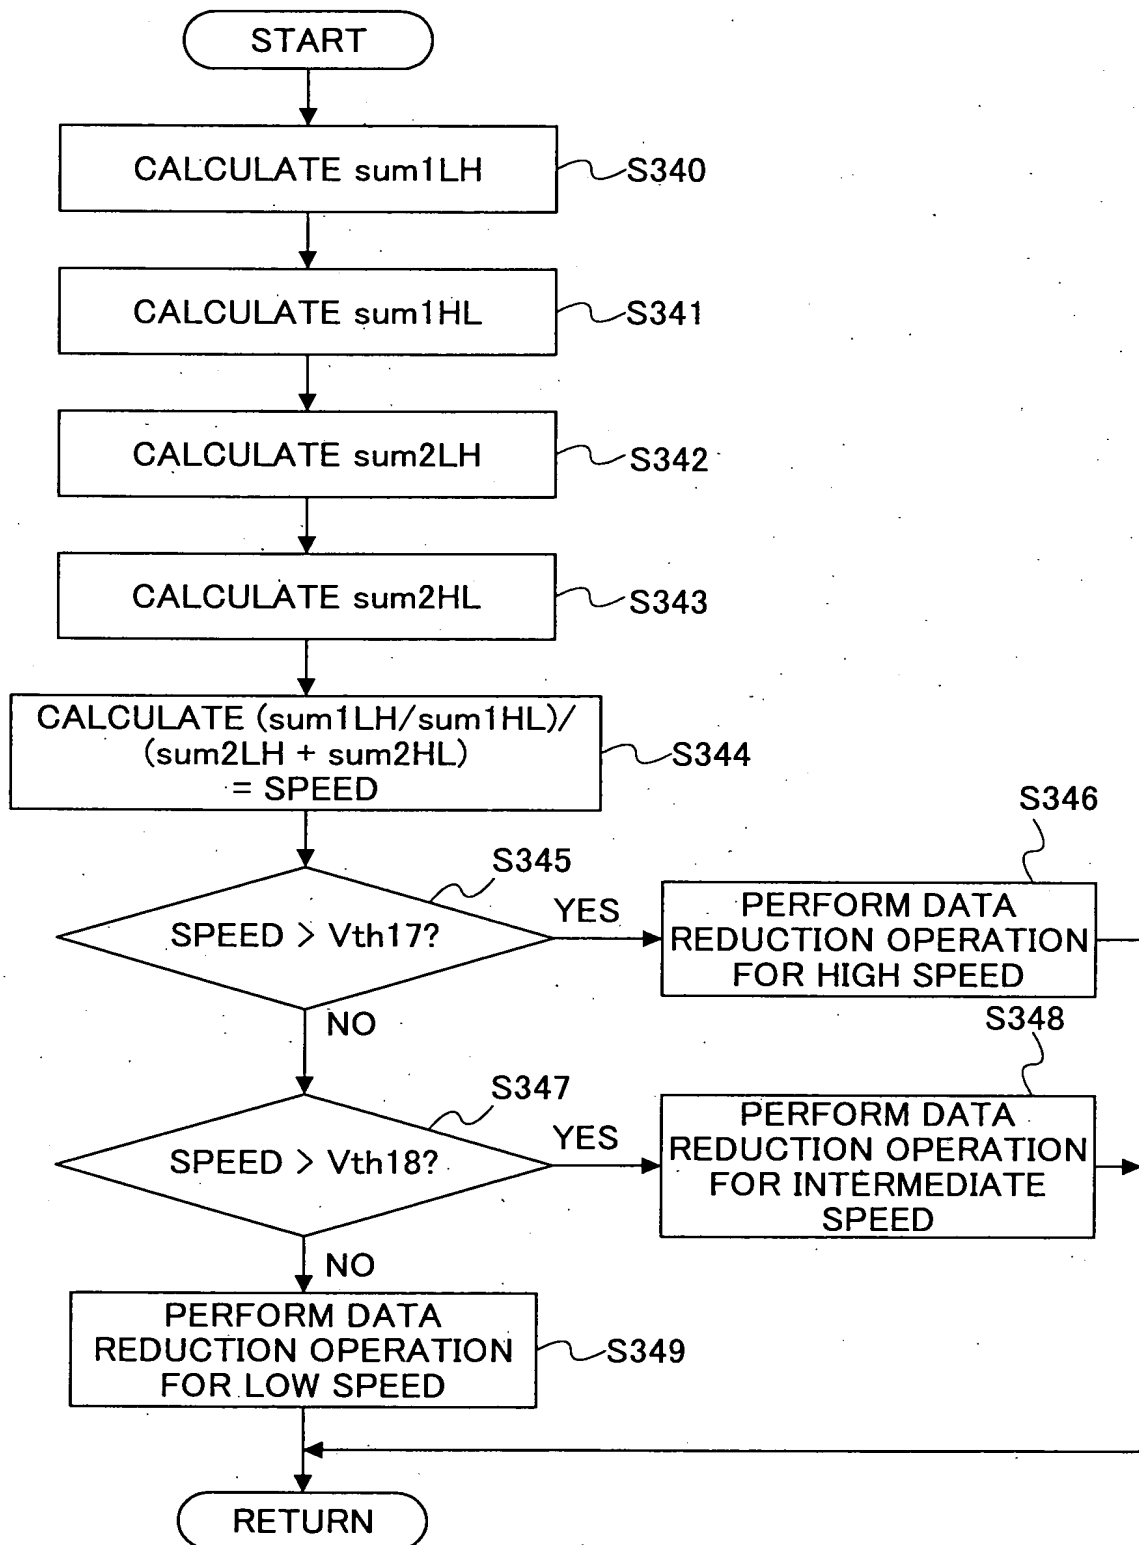 START
CALCULATE sum1LH
S340
CALCULATE sum1HL
S341
CALCULATE sum2LH
S342
CALCULATE sum2HL
S343
CALCULATE (sum1LH/sum1HL)/
(sum2LH + sum2HL)
= SPEED
S344
S345
SPEED > Vth17?
YES
NO
S346
PERFORM DATA
REDUCTION OPERATION
FOR HIGH SPEED
S347
SPEED > Vth18?
YES
NO
S348
PERFORM DATA
REDUCTION OPERATION
FOR INTERMEDIATE
SPEED
PERFORM DATA
REDUCTION OPERATION
FOR LOW SPEED
S349
RETURN